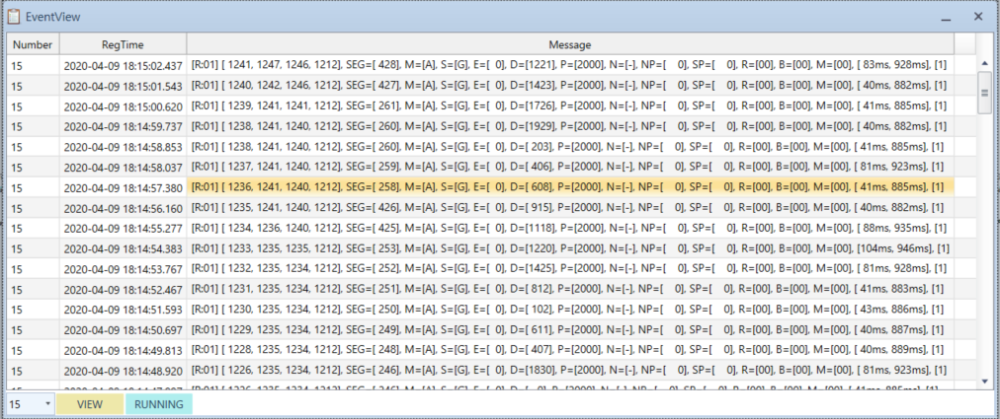 EventView
Number RegTime Message
15 2020-04-09 18:15:02.437 [R:01] [ 1241, 1247, 1246, 1212], SEG=[ 428], M=[A], S=[G], E=[ 0], D=[1221], P=[2000], N=[-], NP=[ 0], SP=[ 0], R=[00], B=[00], M=[00], [ 83ms, 928ms], [1]
15 2020-04-09 18:15:01.543 [R:01] [ 1240, 1242, 1246, 1212], SEG=[ 427], M=[A], S=[G], E=[ 0], D=[1423], P=[2000], N=[-], NP=[ 0], SP=[ 0], R=[00], B=[00], M=[00], [ 40ms, 882ms], [1]
15 2020-04-09 18:15:00.620 [R:01] [ 1239, 1241, 1241, 1212], SEG=[ 261], M=[A], S=[G], E=[ 0], D=[1726], P=[2000], N=[-], NP=[ 0], SP=[ 0], R=[00], B=[00], M=[00], [ 41ms, 885ms], [1]
15 2020-04-09 18:14:59.737 [R:01] [ 1238, 1241, 1240, 1212], SEG=[ 260], M=[A], S=[G], E=[ 0], D=[1929], P=[2000], N=[-], NP=[ 0], SP=[ 0], R=[00], B=[00], M=[00], [ 40ms, 882ms], [1]
15 2020-04-09 18:14:58.853 [R:01] [ 1238, 1241, 1240, 1212], SEG=[ 260], M=[A], S=[G], E=[ 0], D=[ 203], P=[2000], N=[-], NP=[ 0], SP=[ 0], R=[00], B=[00], M=[00], [ 41ms, 885ms], [1]
15 2020-04-09 18:14:58.037 [R:01] [ 1237, 1241, 1240, 1212], SEG=[ 259], M=[A], S=[G], E=[ 0], D=[ 406], P=[2000], N=[-], NP=[ 0], SP=[ 0], R=[00], B=[00], M=[00], [ 81ms, 923ms], [1]
15 2020-04-09 18:14:57.380 [R:01] [ 1236, 1241, 1240, 1212], SEG=[ 258], M=[A], S=[G], E=[ 0], D=[ 608], P=[2000], N=[-], NP=[ 0], SP=[ 0], R=[00], B=[00], M=[00], [ 41ms, 885ms], [1]
15 2020-04-09 18:14:56.160 [R:01] [ 1235, 1241, 1240, 1212], SEG=[ 426], M=[A], S=[G], E=[ 0], D=[ 915], P=[2000], N=[-], NP=[ 0], SP=[ 0], R=[00], B=[00], M=[00], [ 40ms, 882ms], [1]
15 2020-04-09 18:14:55.277 [R:01] [ 1234, 1236, 1240, 1212], SEG=[ 425], M=[A], S=[G], E=[ 0], D=[1118], P=[2000], N=[-], NP=[ 0], SP=[ 0], R=[00], B=[00], M=[00], [ 88ms, 935ms], [1]
15 2020-04-09 18:14:54.383 [R:01] [ 1233, 1235, 1235, 1212], SEG=[ 253], M=[A], S=[G], E=[ 0], D=[1220], P=[2000], N=[-], NP=[ 0], SP=[ 0], R=[00], B=[00], M=[00], [104ms, 946ms], [1]
15 2020-04-09 18:14:53.767 [R:01] [ 1232, 1235, 1234, 1212], SEG=[ 252], M=[A], S=[G], E=[ 0], D=[1425], P=[2000], N=[-], NP=[ 0], SP=[ 0], R=[00], B=[00], M=[00], [ 81ms, 928ms], [1]
15 2020-04-09 18:14:52.467 [R:01] [ 1231, 1235, 1234, 1212], SEG=[ 251], M=[A], S=[G], E=[ 0], D=[ 812], P=[2000], N=[-], NP=[ 0], SP=[ 0], R=[00], B=[00], M=[00], [ 41ms, 883ms], [1]
15 2020-04-09 18:14:51.593 [R:01] [ 1230, 1235, 1234, 1212], SEG=[ 250], M=[A], S=[G], E=[ 0], D=[ 102], P=[2000], N=[-], NP=[ 0], SP=[ 0], R=[00], B=[00], M=[00], [ 43ms, 886ms], [1]
15 2020-04-09 18:14:50.697 [R:01] [ 1229, 1235, 1234, 1212], SEG=[ 249], M=[A], S=[G], E=[ 0], D=[ 611], P=[2000], N=[-], NP=[ 0], SP=[ 0], R=[00], B=[00], M=[00], [ 40ms, 887ms], [1]
15 2020-04-09 18:14:49.813 [R:01] [ 1228, 1235, 1234, 1212], SEG=[ 248], M=[A], S=[G], E=[ 0], D=[ 407], P=[2000], N=[-], NP=[ 0], SP=[ 0], R=[00], B=[00], M=[00], [ 40ms, 889ms], [1]
15 2020-04-09 18:14:48.920 [R:01] [ 1226, 1235, 1234, 1212], SEG=[ 246], M=[A], S=[G], E=[ 0], D=[1830], P=[2000], N=[-], NP=[ 0], SP=[ 0], R=[00], B=[00], M=[00], [ 81ms, 923ms], [1]
15 VIEW RUNNING